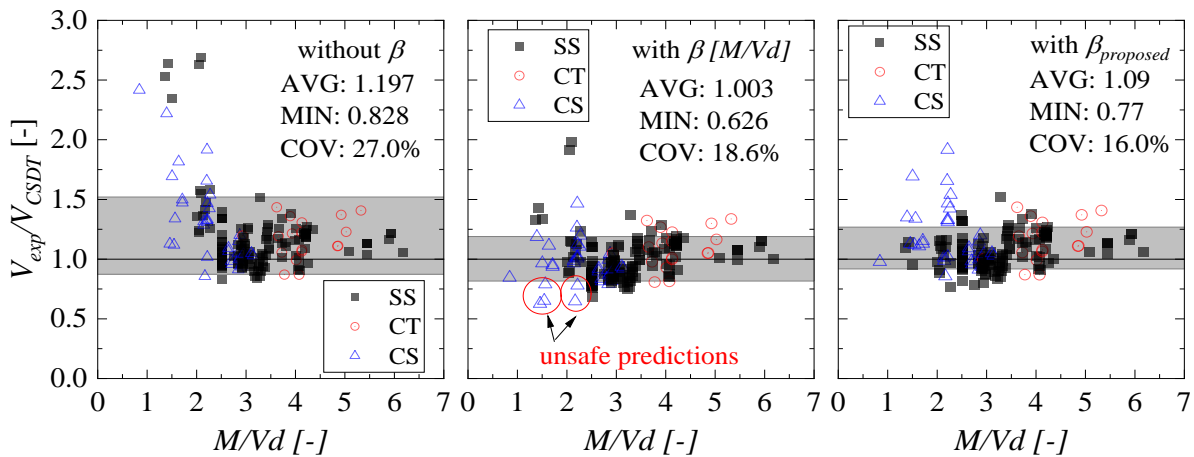 V_exp/V_CSDT [-]
3.0
2.5
2.0
1.5
1.0
0.5
0.0
without β
AVG: 1.197
MIN: 0.828
COV: 27.0%
SS
CT
CS
0 1 2 3 4 5 6 7
M/Vd [-]
SS
CT
CS
with β [M/Vd]
AVG: 1.003
MIN: 0.626
COV: 18.6%
unsafe predictions
0 1 2 3 4 5 6 7
M/Vd [-]
SS
CT
CS
with β_proposed
AVG: 1.09
MIN: 0.77
COV: 16.0%
0 1 2 3 4 5 6 7
M/Vd [-]